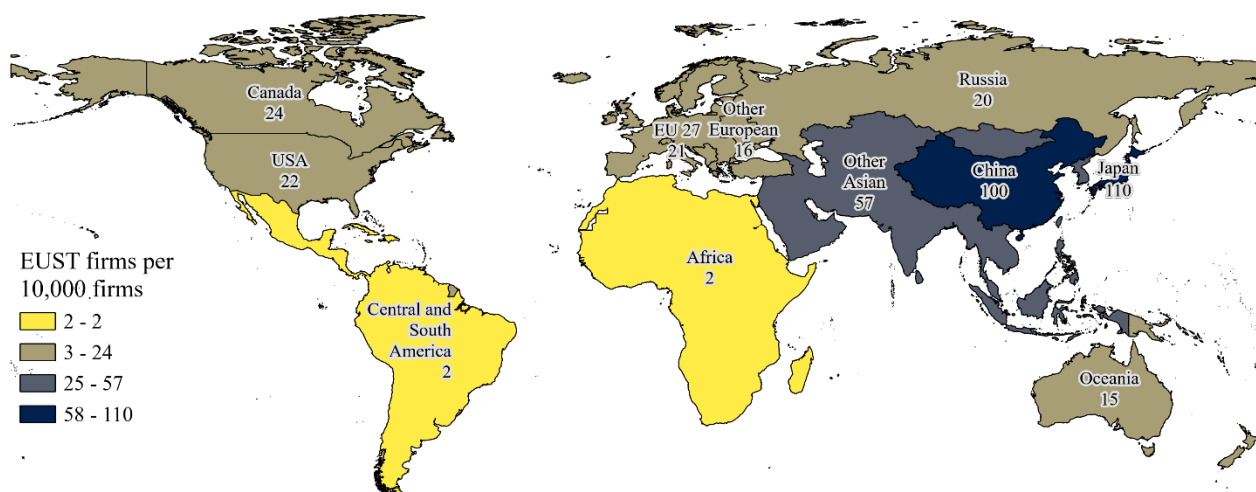 Canada
24
USA
22
Russia
20
Other
European
16
EU 27
21
Other
Asian
57
China
100
Japan
110
Africa
2
Central and
South
America
2
Oceania
15
EUST firms per
10,000 firms
2 - 2
3 - 24
25 - 57
58 - 110